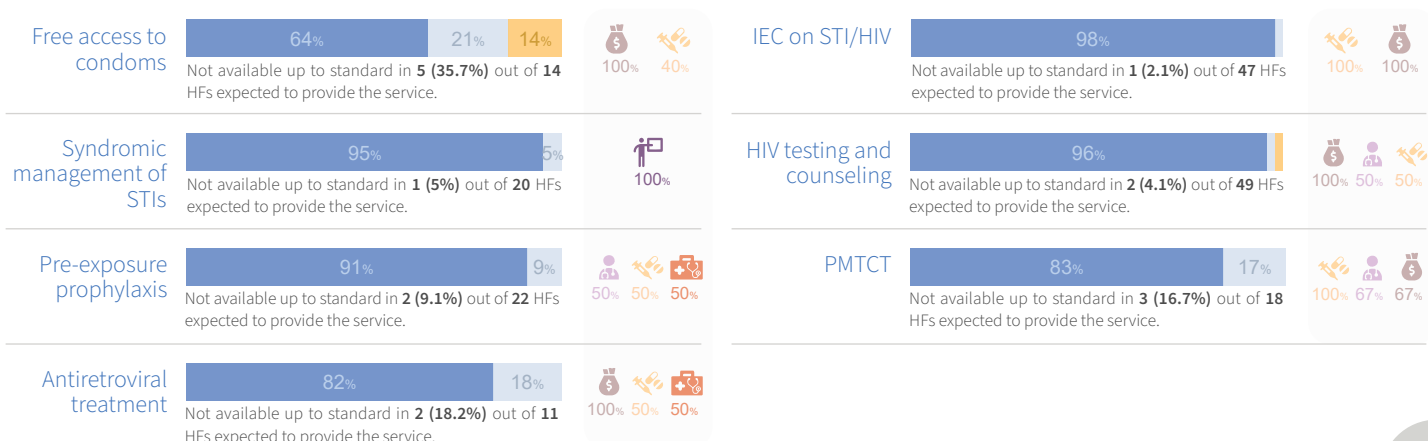 Free access to
condoms
64%
21%
14%
Not available up to standard in 5 (35.7%) out of 14
HFs expected to provide the service.
100%
40%
Syndromic
management of
STIs
95%
5%
Not available up to standard in 1 (5%) out of 20 HFs
expected to provide the service.
100%
Pre-exposure
prophylaxis
91%
9%
Not available up to standard in 2 (9.1%) out of 22 HFs
expected to provide the service.
50%
50%
50%
Antiretroviral
treatment
82%
18%
Not available up to standard in 2 (18.2%) out of 11
HFs expected to provide the service.
100%
50%
50%
IEC on STI/HIV
98%
Not available up to standard in 1 (2.1%) out of 47 HFs
expected to provide the service.
100%
100%
HIV testing and
counseling
96%
Not available up to standard in 2 (4.1%) out of 49 HFs
expected to provide the service.
100%
50%
50%
PMTCT
83%
17%
Not available up to standard in 3 (16.7%) out of 18
HFs expected to provide the service.
100%
67%
67%